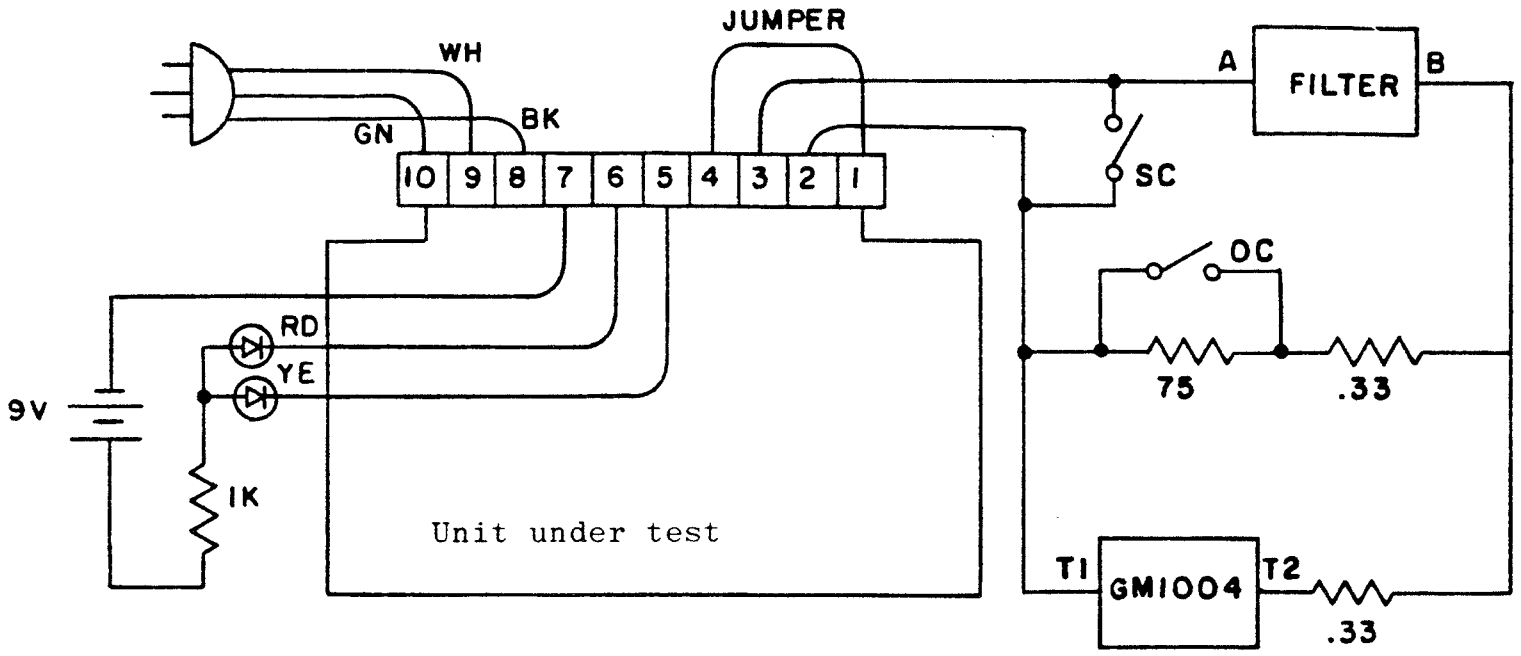 JUMPER
WH
A
FILTER
B
GN
BK
10 9 8 7 6 5 4 3 2 1
SC
OC
RD
YE
75
.33
9V
1K
Unit under test
T1
GM1004
T2
.33